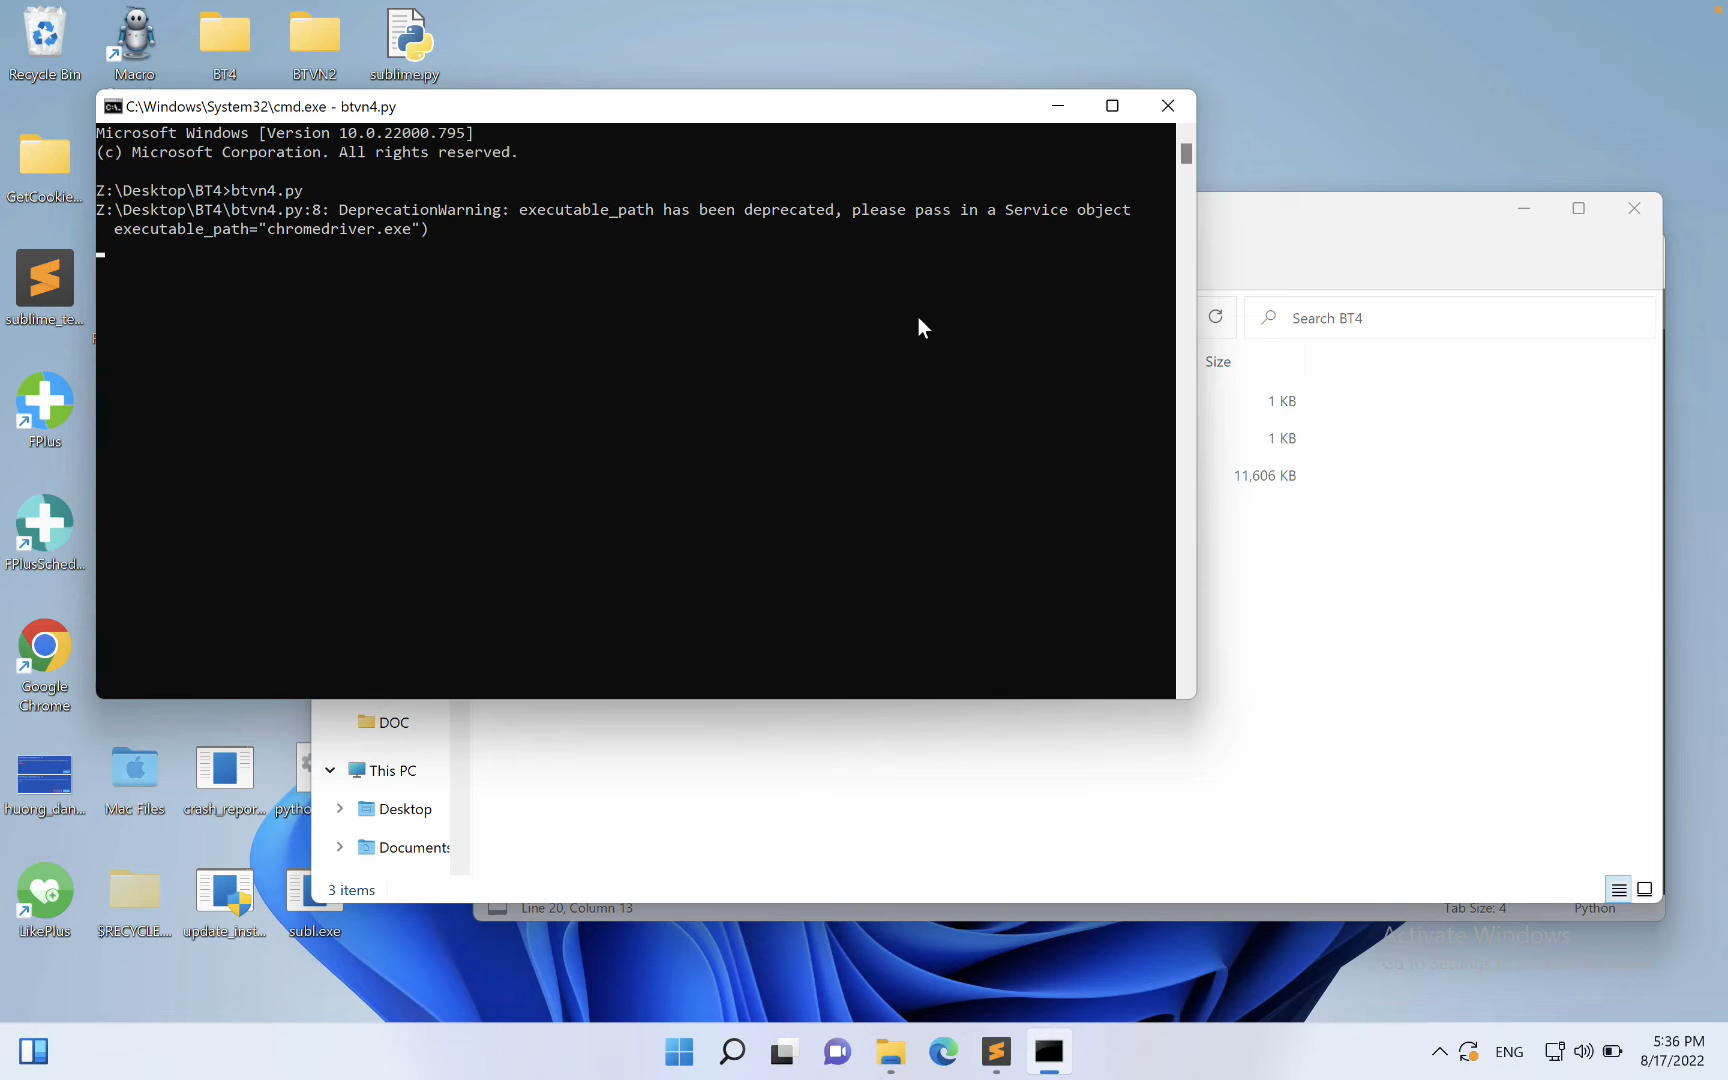 Recycle Bin
Macro
BT4
BTVN2
sublime.py
C:\Windows\System32\cmd.exe - btvn4.py
Microsoft Windows [Version 10.0.22000.795]
(c) Microsoft Corporation. All rights reserved.
Z:\Desktop\BT4>btvn4.py
Z:\Desktop\BT4\btvn4.py:8: DeprecationWarning: executable_path has been deprecated, please pass in a Service object
executable_path="chromedriver.exe")
GetCookie...
sublime_te...
FPlus
FPlusSched...
Google
Chrome
huong_dan...
Mac Files
crash_repor...
pytho
LikePlus
$RECYCLE....
update_inst...
subl.exe
Search BT4
Size
1 KB
1 KB
11,606 KB
DOC
This PC
Desktop
Documents
3 items
Line 20, Column 13
Tab Size: 4
Python
Activate Windows
ENG
5:36 PM
8/17/2022